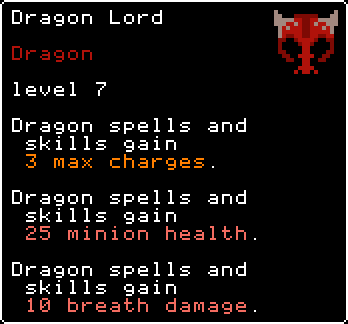 Dragon Lord
Dragon
level 7
Dragon spells and
skills gain
3 max charges.
Dragon spells and
skills gain
25 minion health.
Dragon spells and
skills gain
10 breath damage.